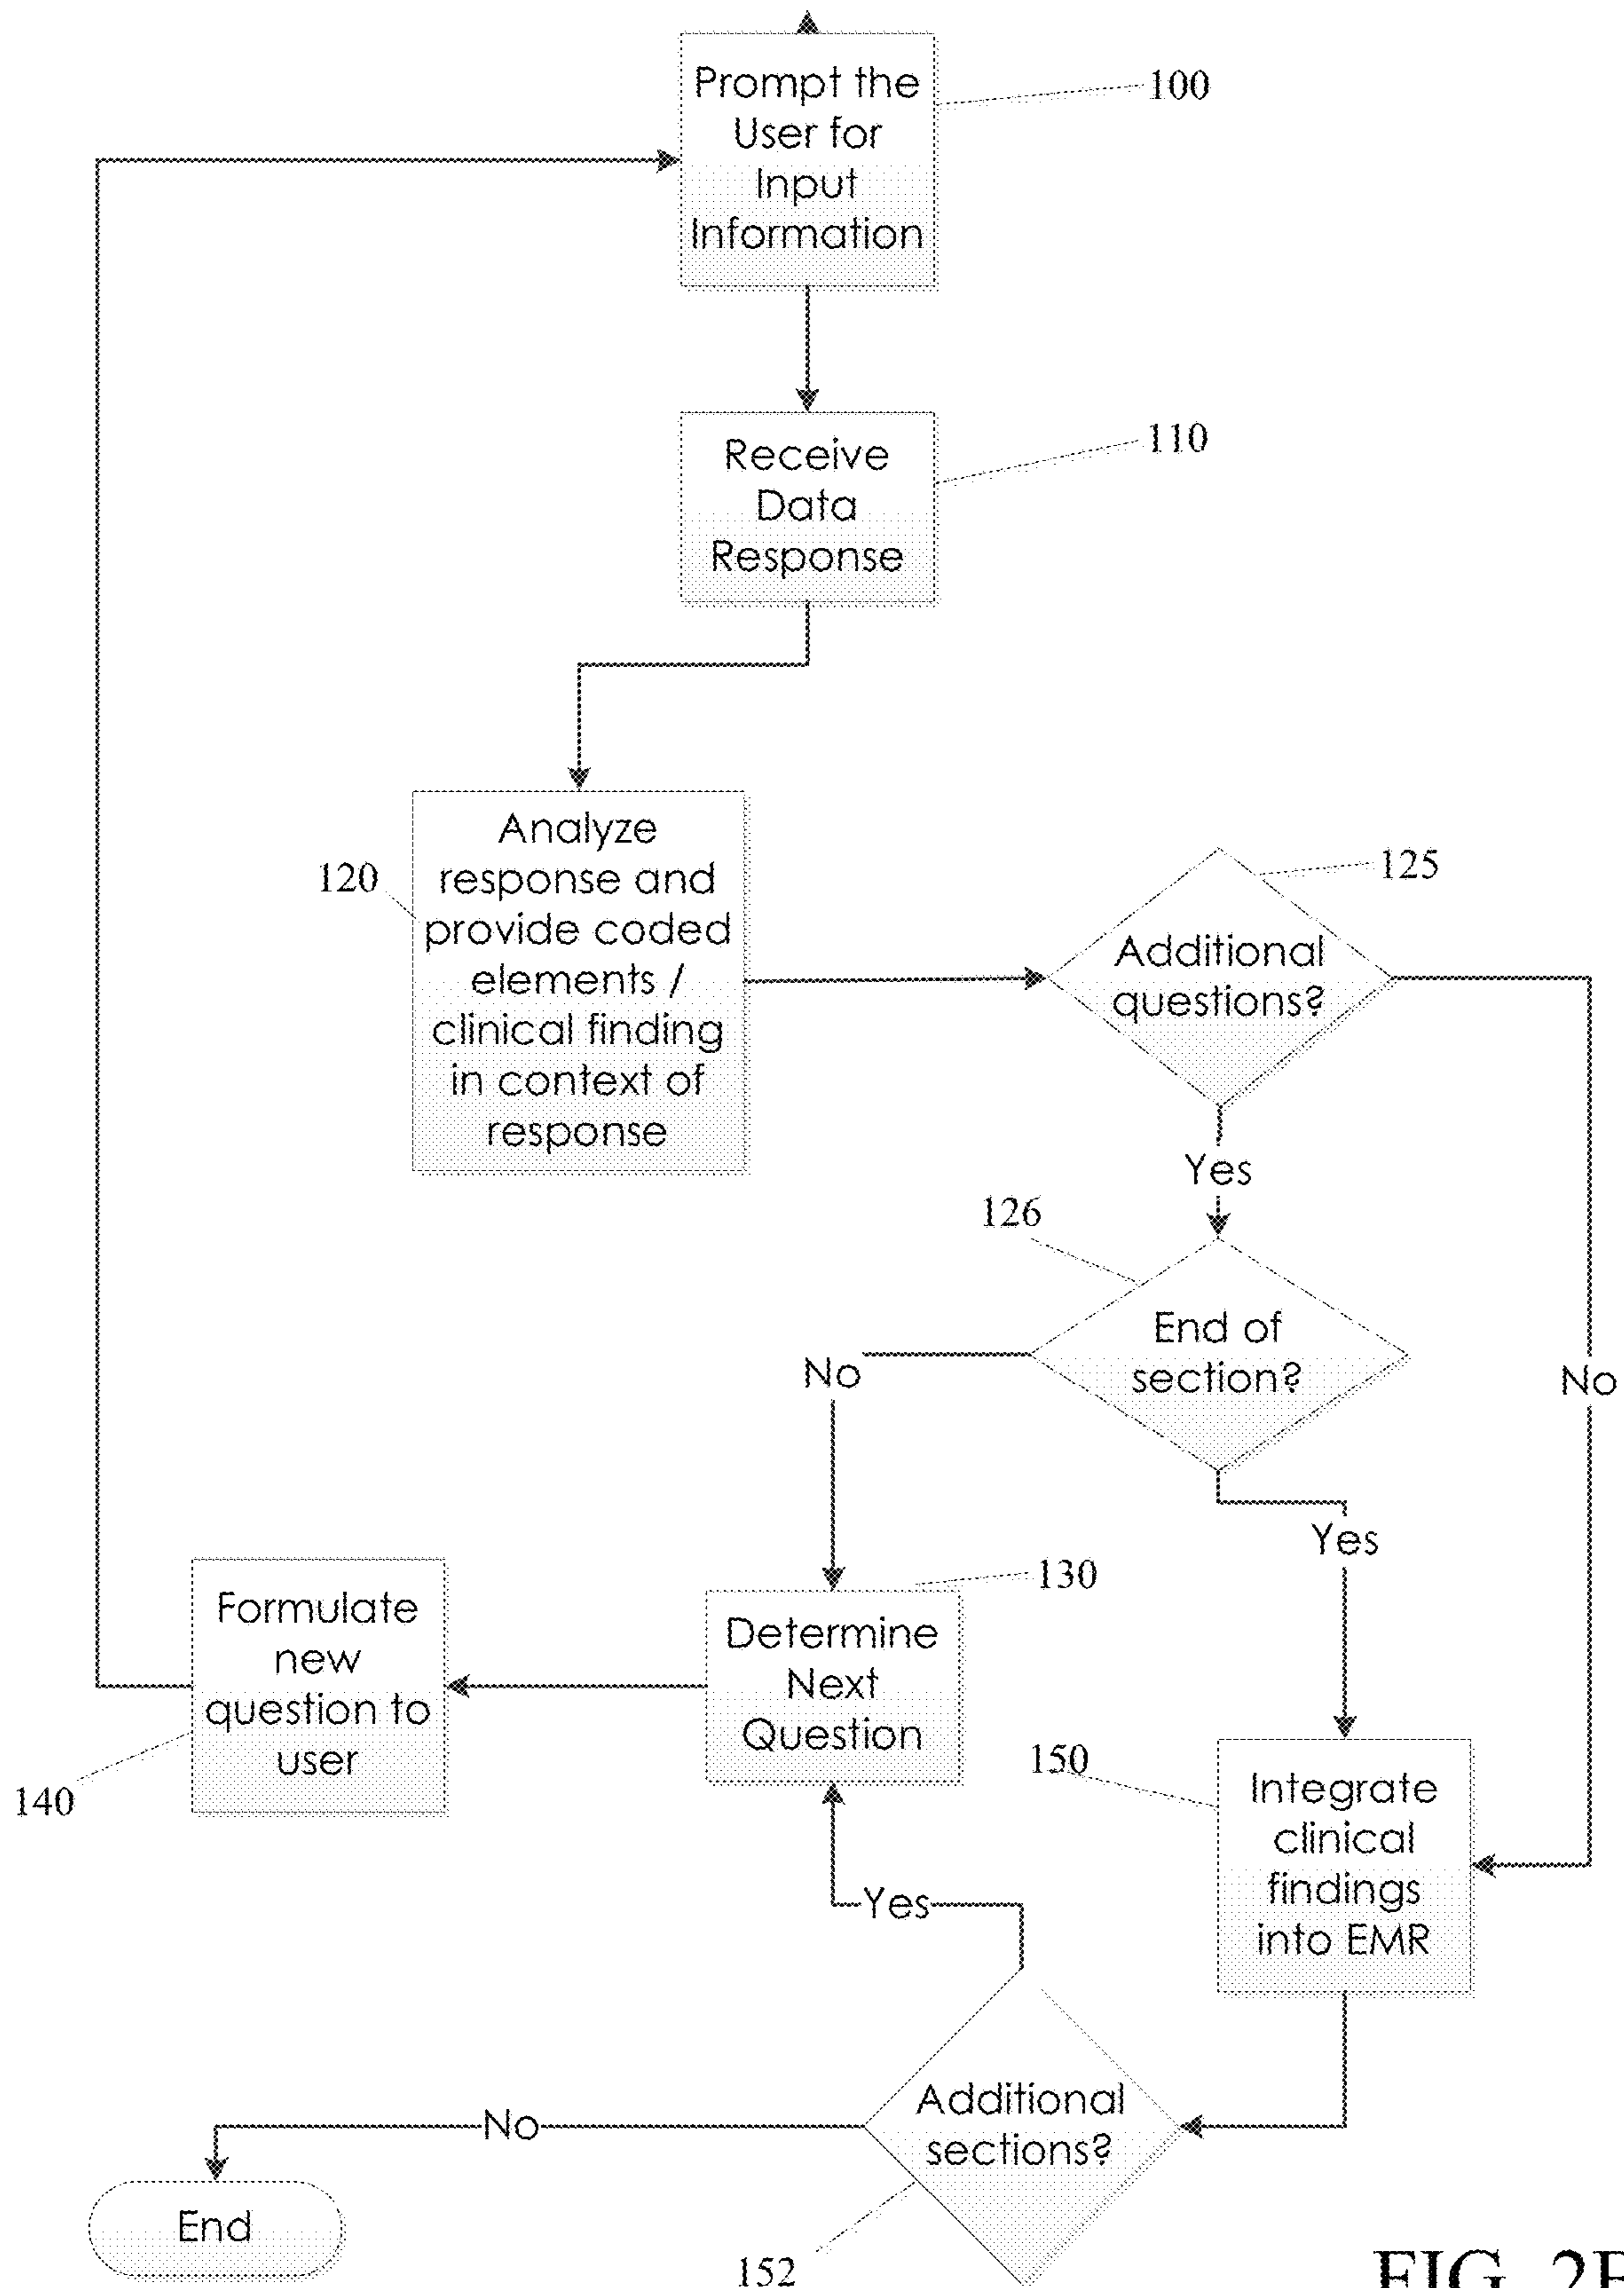 Prompt the
User for
Input
Information
100
Receive
Data
Response
110
Analyze
response and
provide coded
elements /
clinical finding
in context of
response
120
Additional
questions?
125
Yes
No
126
End of
section?
No
Yes
130
Determine
Next
Question
Formulate
new
question to
user
140
150
Integrate
clinical
findings
into EMR
Yes
Additional
sections?
152
No
End
FIG. 2B